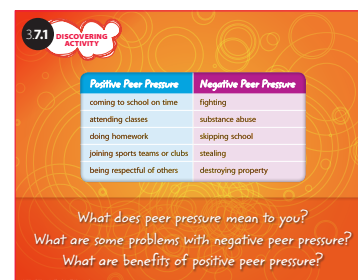 3.7.1 DISCOVERING
ACTIVITY
Positive Peer Pressure Negative Peer Pressure
coming to school on time fighting
attending classes substance abuse
doing homework skipping school
joining sports teams or clubs stealing
being respectful of others destroying property
What does peer pressure mean to you?
What are some problems with negative peer pressure?
What are benefits of positive peer pressure?